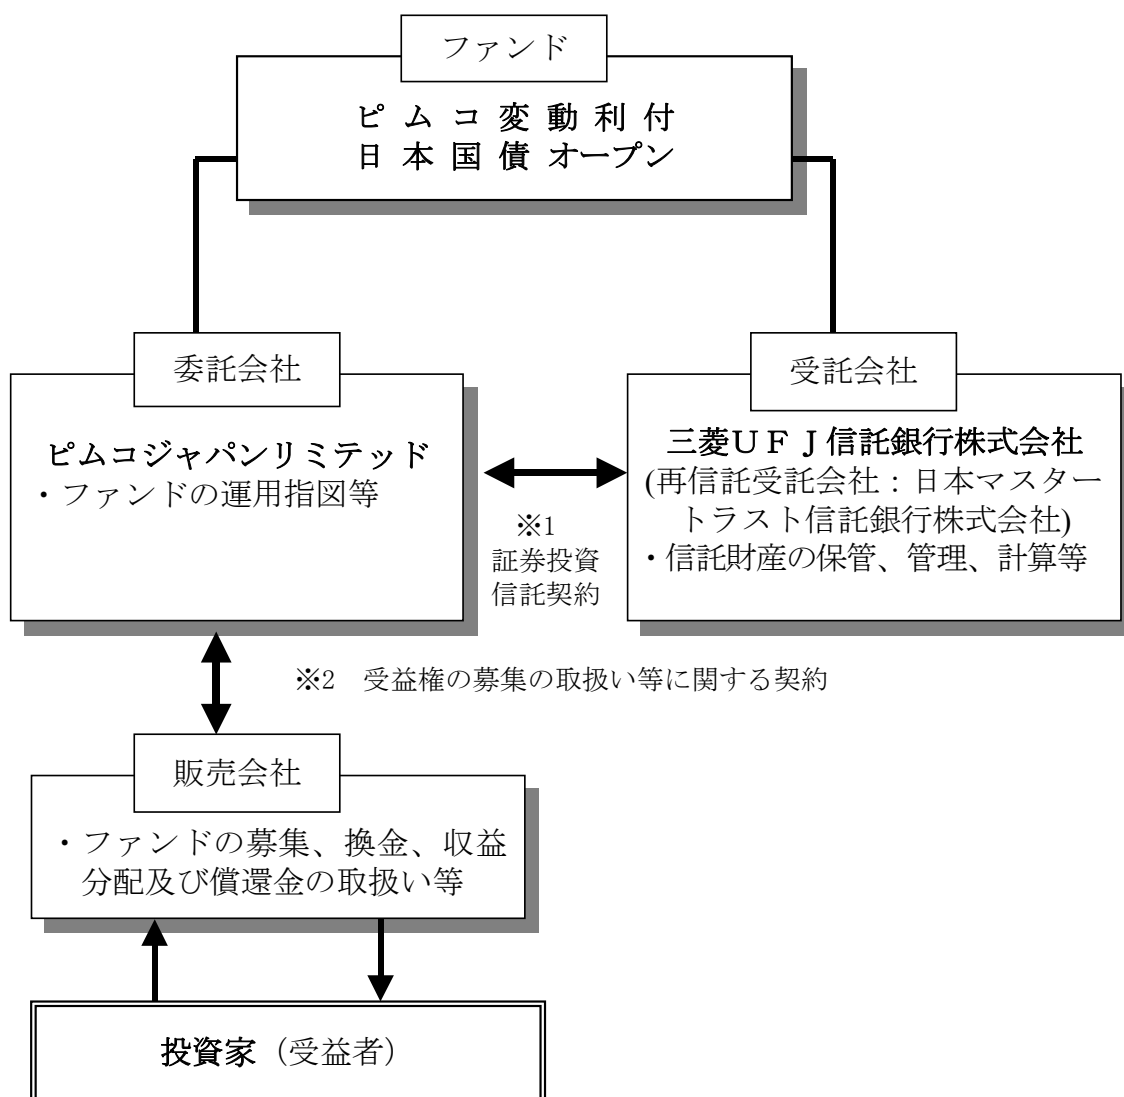 ファンド
ピムコ変動利付
日本国債オープン
委託会社
ピムコジャパンリミテッド
・ファンドの運用指図等
※1
証券投資
信託契約
受託会社
三菱ＵＦＪ信託銀行株式会社
(再信託受託会社：日本マスター
トラスト信託銀行株式会社)
・信託財産の保管、管理、計算等
※2　受益権の募集の取扱い等に関する契約
販売会社
・ファンドの募集、換金、収益
分配及び償還金の取扱い等
投資家（受益者）